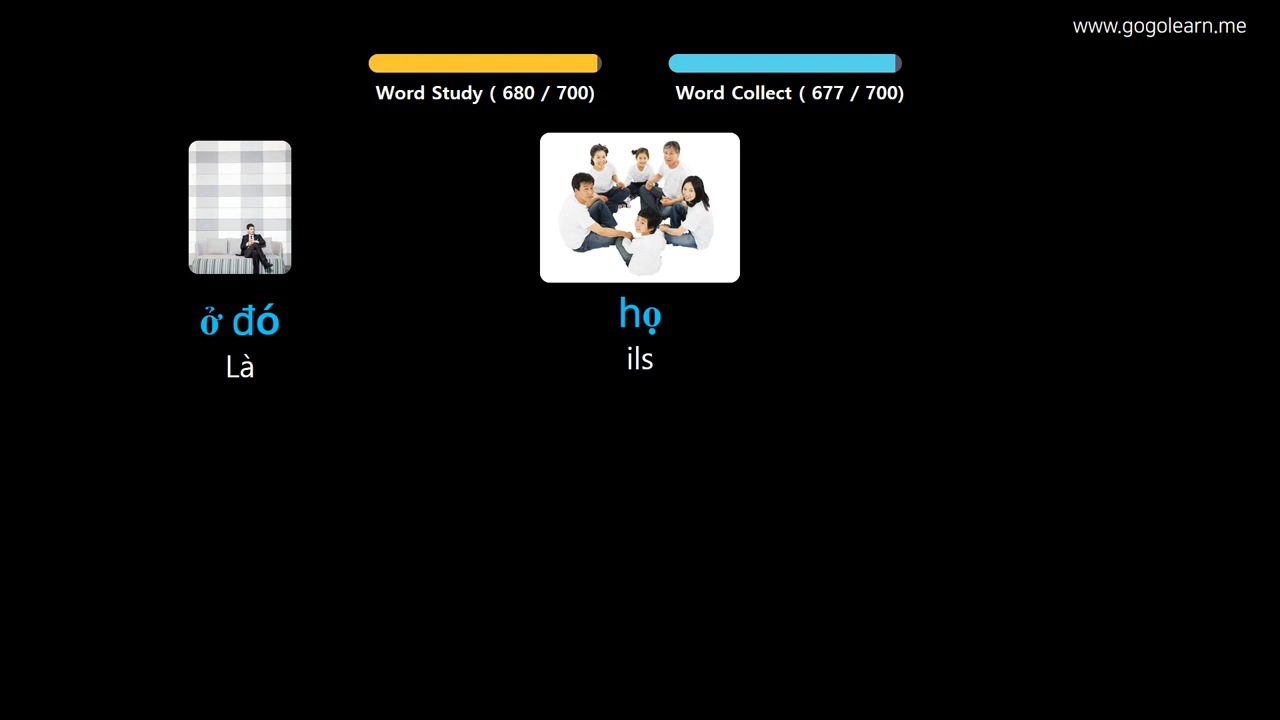 www.gogolearn.me
Word Study ( 680 / 700)
Word Collect ( 677 / 700)
ở đó
Là
họ
ils